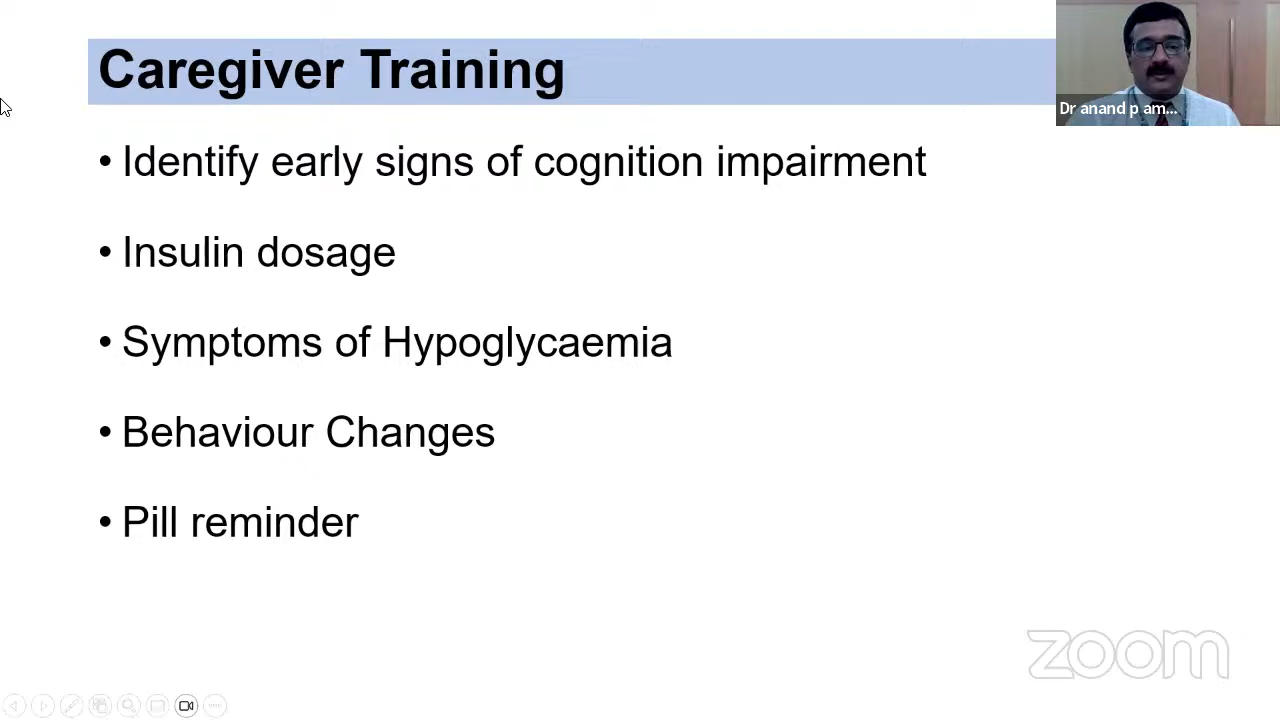 Caregiver Training
Dr anand p am...
• Identify early signs of cognition impairment
• Insulin dosage
• Symptoms of Hypoglycaemia
• Behaviour Changes
• Pill reminder
zoom